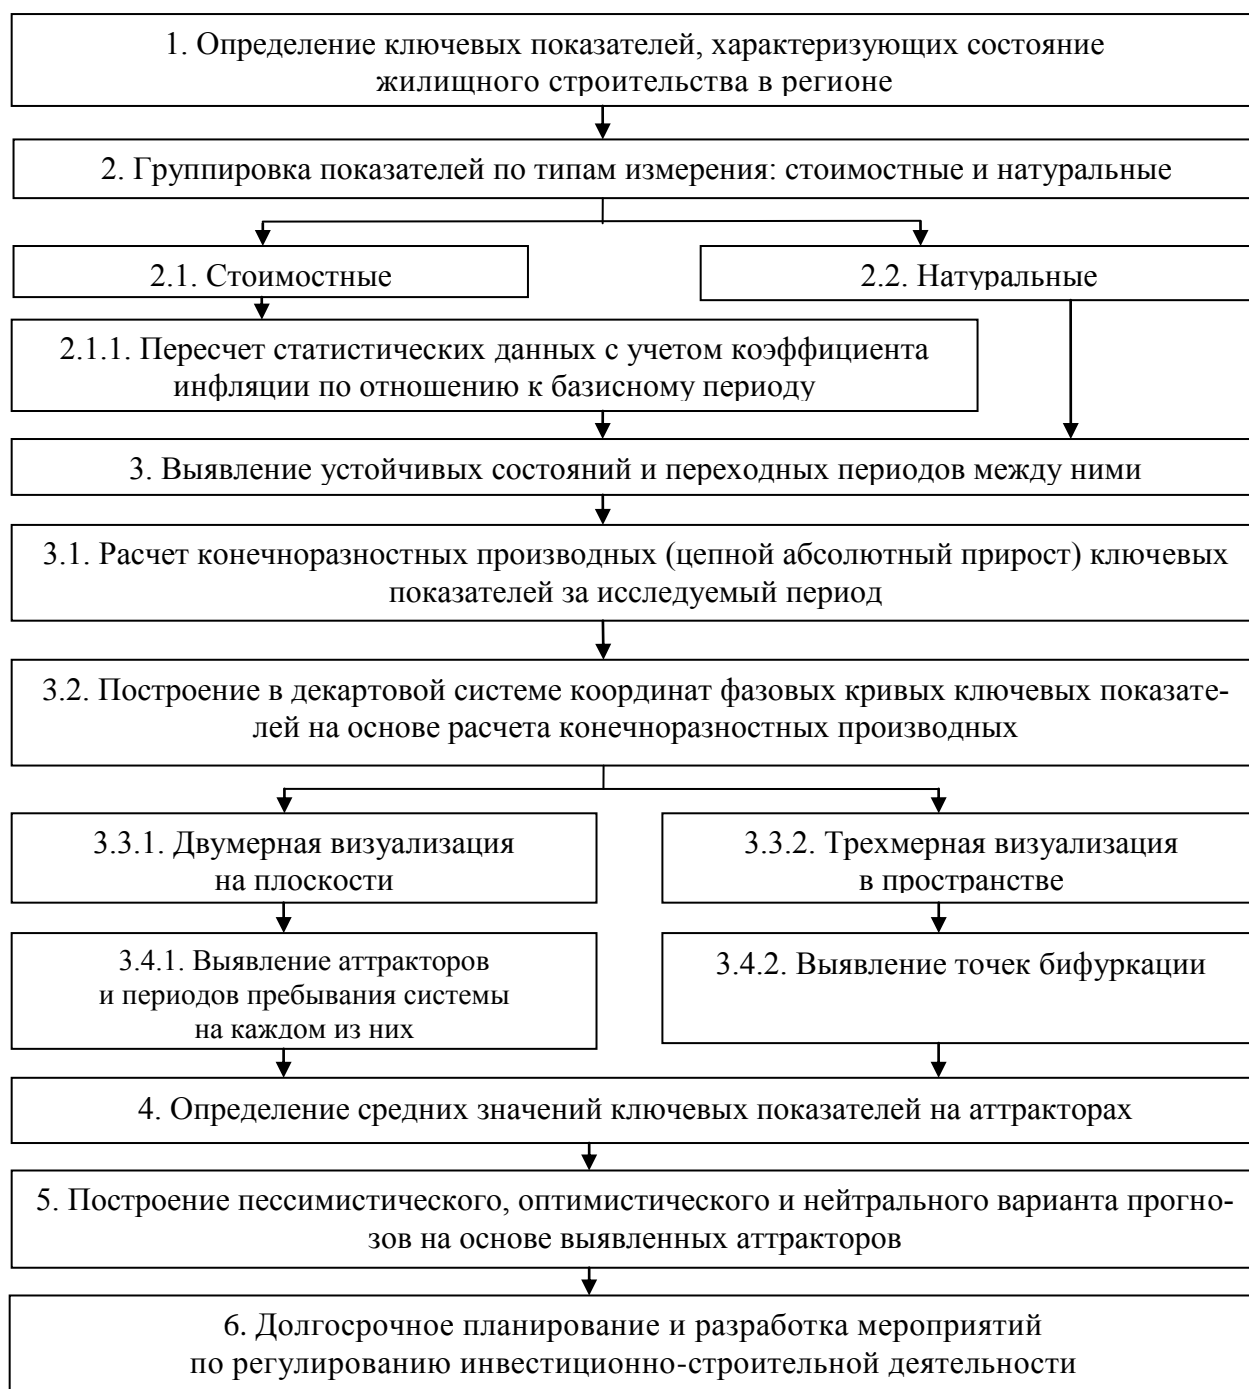 1. Определение ключевых показателей, характеризующих состояние
жилищного строительства в регионе
2. Группировка показателей по типам измерения: стоимостные и натуральные
2.1. Стоимостные
2.2. Натуральные
2.1.1. Пересчет статистических данных с учетом коэффициента
инфляции по отношению к базисному периоду
3. Выявление устойчивых состояний и переходных периодов между ними
3.1. Расчет конечноразностных производных (цепной абсолютный прирост) ключевых
показателей за исследуемый период
3.2. Построение в декартовой системе координат фазовых кривых ключевых показате-
лей на основе расчета конечноразностных производных
3.3.1. Двумерная визуализация
на плоскости
3.3.2. Трехмерная визуализация
в пространстве
3.4.1. Выявление аттракторов
и периодов пребывания системы
на каждом из них
3.4.2. Выявление точек бифуркации
4. Определение средних значений ключевых показателей на аттракторах
5. Построение пессимистического, оптимистического и нейтрального варианта прогно-
зов на основе выявленных аттракторов
6. Долгосрочное планирование и разработка мероприятий
по регулированию инвестиционно-строительной деятельности